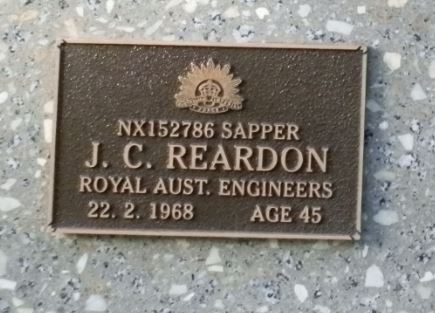 NX152786 SAPPER
J. C. REARDON
ROYAL AUST. ENGINEERS
22. 2. 1968 AGE 45